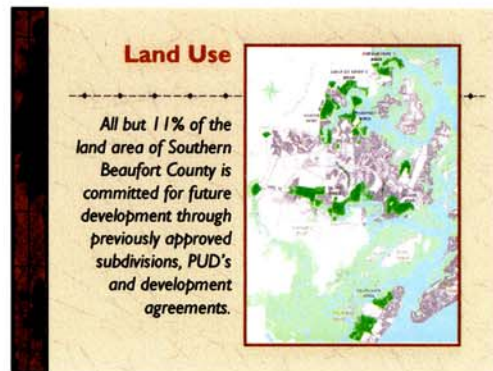 Land Use
All but 11% of the
land area of Southern
Beaufort County is
committed for future
development through
previously approved
subdivisions, PUD's
and development
agreements.